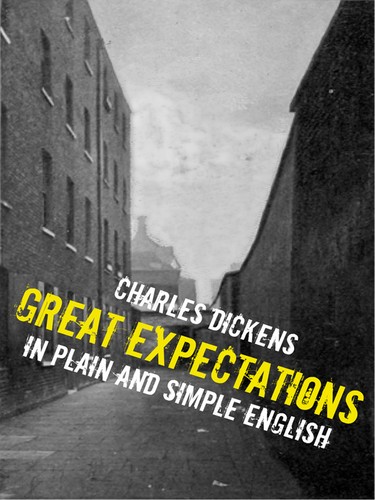 CHARLES DICKENS
GREAT EXPECTATIONS
IN PLAIN AND SIMPLE ENGLISH